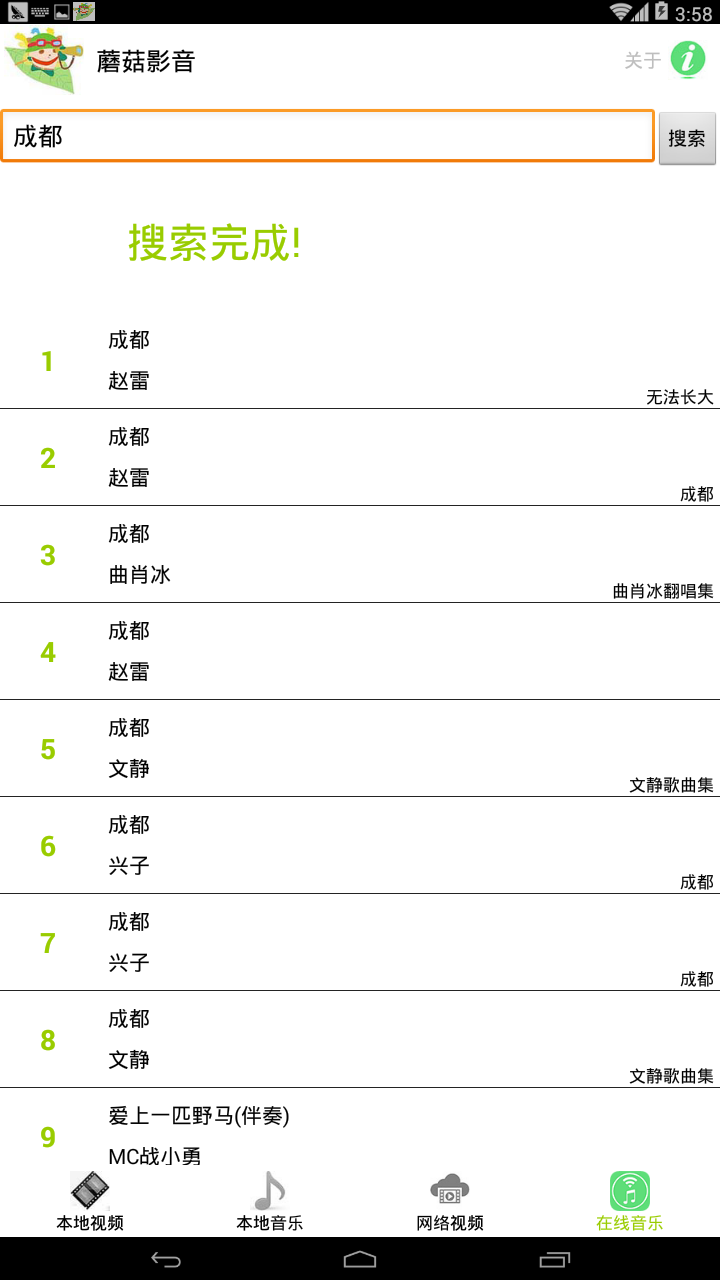 3:58
蘑菇影音
关于
成都
搜索
搜索完成!
1
成都
赵雷
无法长大
2
成都
赵雷
成都
3
成都
曲肖冰
曲肖冰翻唱集
4
成都
赵雷
5
成都
文静
文静歌曲集
6
成都
兴子
成都
7
成都
兴子
成都
8
成都
文静
文静歌曲集
9
爱上一匹野马(伴奏)
MC战小勇
本地视频
本地音乐
网络视频
在线音乐